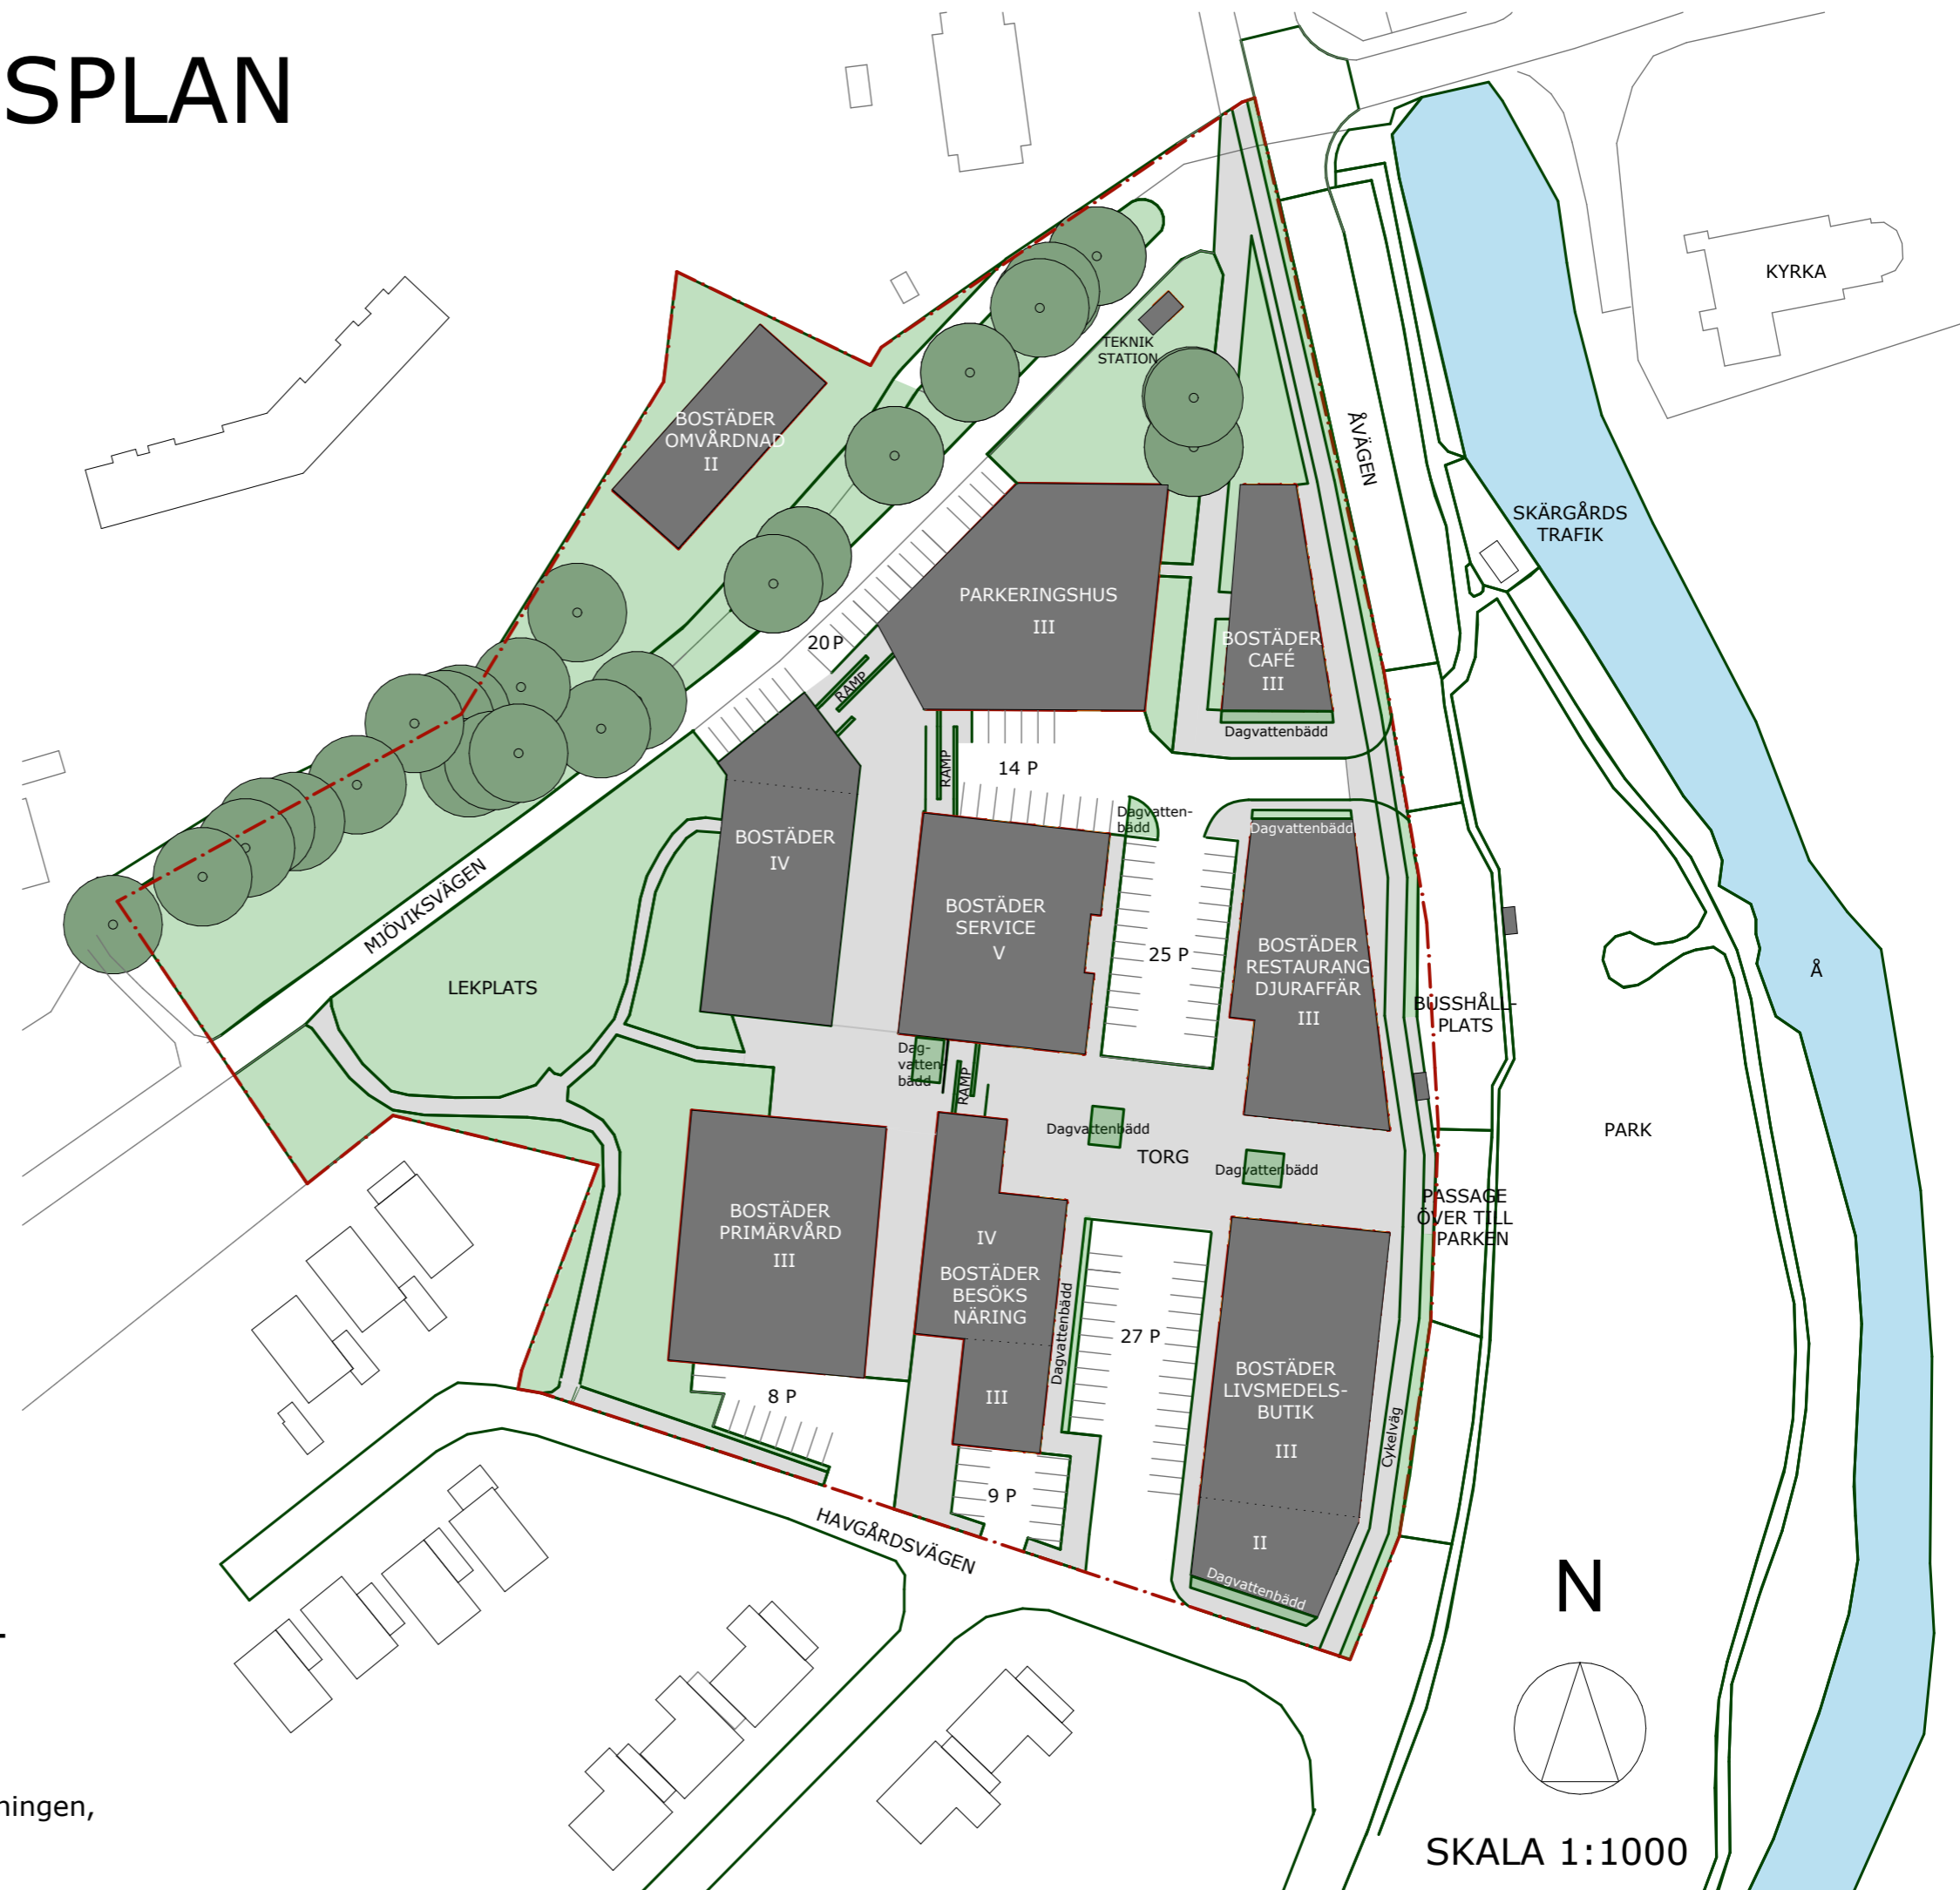 SPLAN
KYRKA
TEKNIK
STATION
BOSTÄDER
OMVÅRDNAD
II
ÅVÄGEN
SKÄRGÅRDS
TRAFIK
PARKERINGSHUS
III
20 P
RAMP
BOSTÄDER
CAFÉ
III
Dagvattenbädd
RAMP
14 P
Dagvatten-
bädd
Dagvattenbädd
BOSTÄDER
IV
MJÖVIKSVÄGEN
LEKPLATS
BOSTÄDER
SERVICE
V
25 P
BOSTÄDER
RESTAURANG
DJURAFFÄR
III
BUSSHÅLL-
PLATS
Å
Dag-
vatten-
bädd
RAMP
Dagvattenbädd
TORG
Dagvattenbädd
PARK
PASSAGE
ÖVER TILL
PARKEN
BOSTÄDER
PRIMÄRVÅRD
III
IV
BOSTÄDER
BESÖKS
NÄRING
III
Dagvattenbädd
27 P
BOSTÄDER
LIVSMEDELS-
BUTIK
III
II
Dagvattenbädd
Cykelväg
8 P
9 P
HAVGÅRDSVÄGEN
N
ningen,
SKALA 1:1000